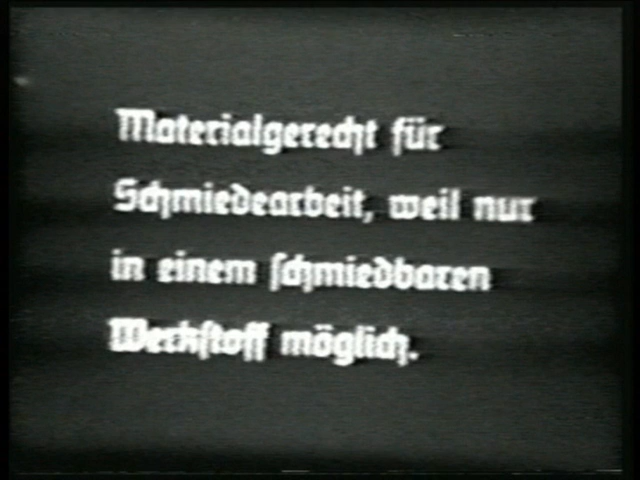 Materialgerecht für
Schmiedearbeit, weil nur
in einem ſchmiedbaren
Werkſtoff möglich.